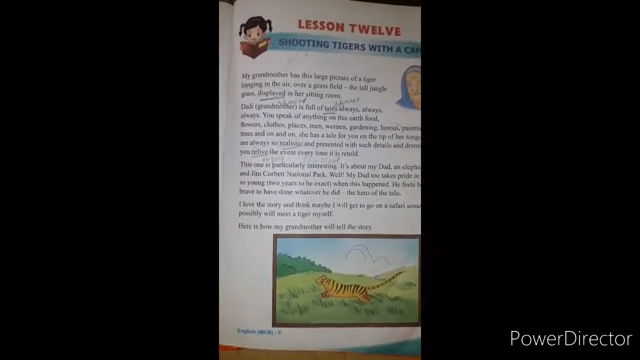 LESSON TWELVE
SHOOTING TIGERS WITH A CAM
My grandmother has this large picture of a tiger
hanging in the air, over a grass field – the tall jungle
grass, displayed in her sitting room.
Dadi (grandmother) is full of tales always, always,
always. You speak of anything on this earth food,
flowers, clothes, places, men, women, gardening, paintin
trees and on and on, she has a tale for you on the tip of her tongu
are always so realistic and presented with such details and drama
you relive the event every time it is retold.
This one is particularly interesting. It's about my Dad, an elepha
and Jim Corbett National Park. Well! My Dad too takes pride in
so young (two years to be exact) when this happened. He feels
brave to have done whatever he did – the hero of the tale.
I love the story and think maybe I will get to go on a safari some
possibly will meet a tiger myself.
Here is how my grandmother will tell the story.
English (MCB) - 5
PowerDirector